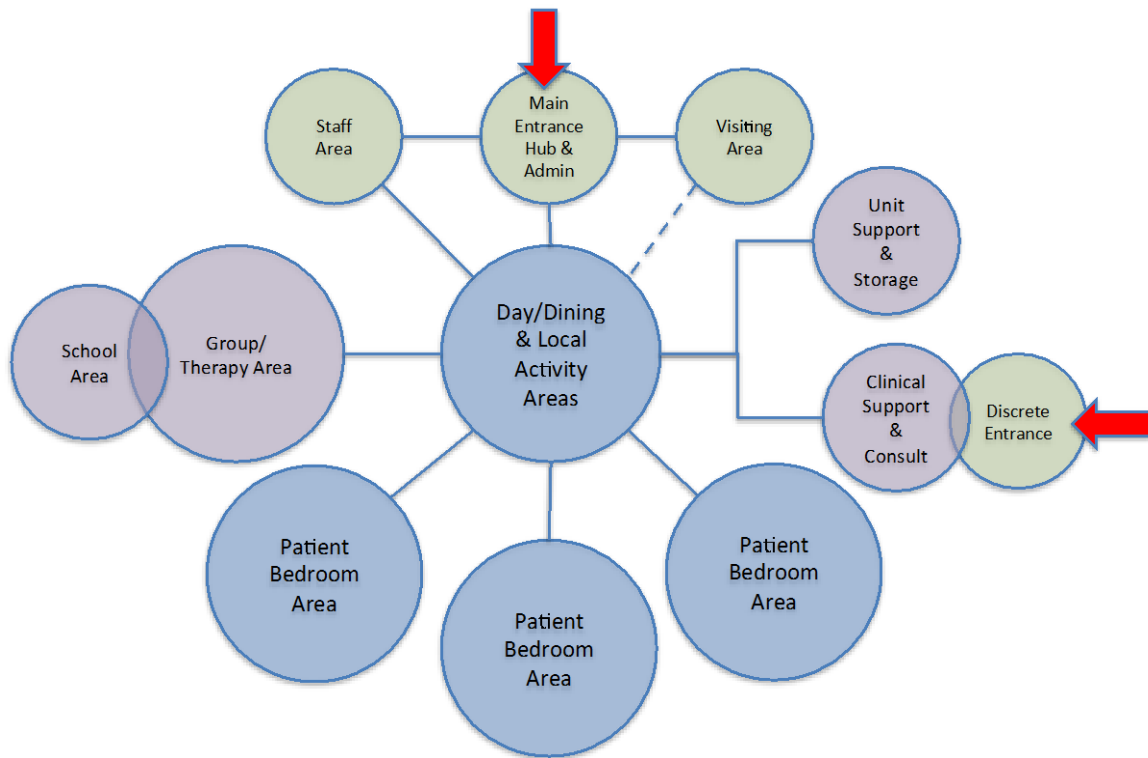 Staff
Area
Main
Entrance
Hub &
Admin
Visiting
Area
Unit
Support
&
Storage
School
Area
Group/
Therapy Area
Day/Dining
& Local
Activity
Areas
Clinical
Support
&
Consult
Discrete
Entrance
Patient
Bedroom
Area
Patient
Bedroom
Area
Patient
Bedroom
Area